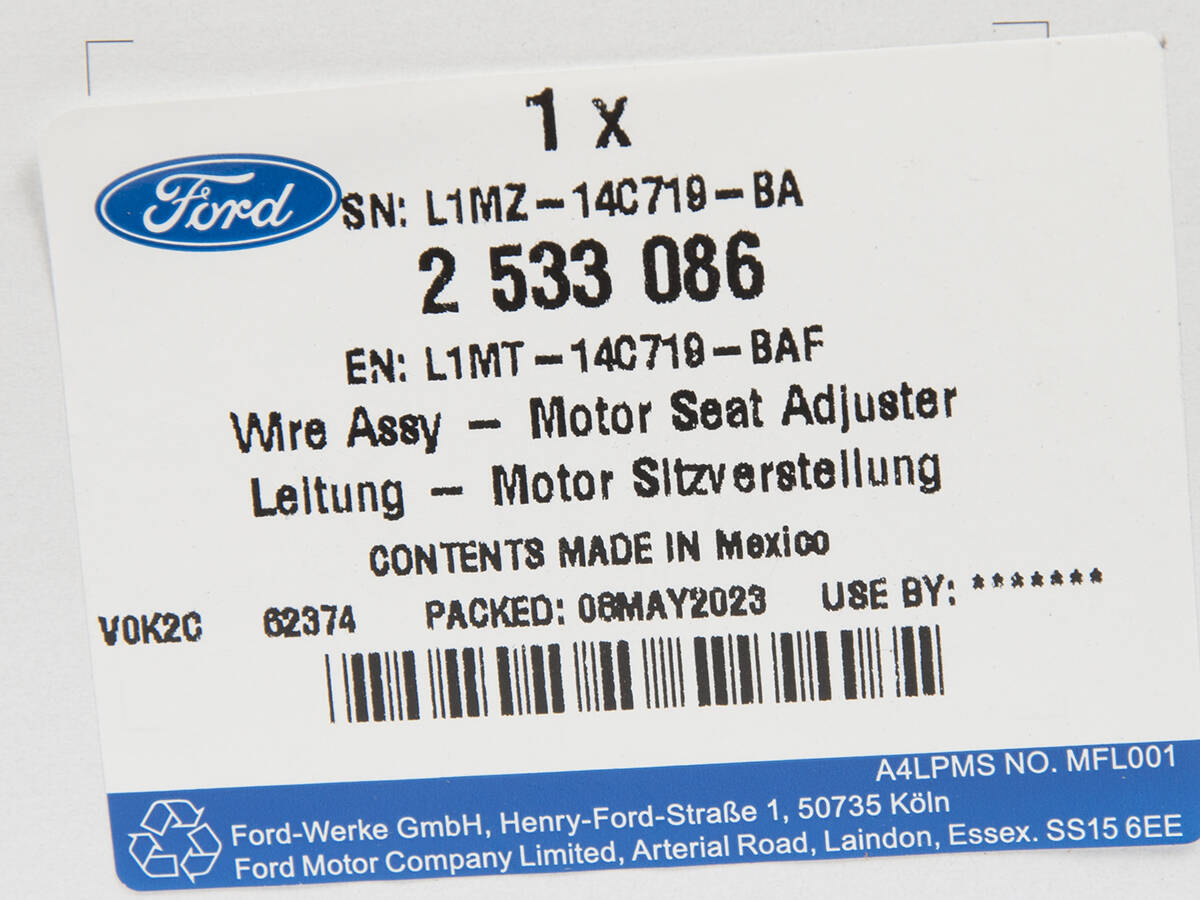 1 x
Ford
SN: L1MZ-14C719-BA
2 533 086
EN: L1MT-14C719-BAF
Wire Assy - Motor Seat Adjuster
Leitung - Motor Sitzverstellung
CONTENTS MADE IN Mexico
V0K2C 62374 PACKED: 08MAY2023 USE BY: *******
A4LPMS NO. MFL001
Ford-Werke GmbH, Henry-Ford-Straße 1, 50735 Köln
Ford Motor Company Limited, Arterial Road, Laindon, Essex. SS15 6EE